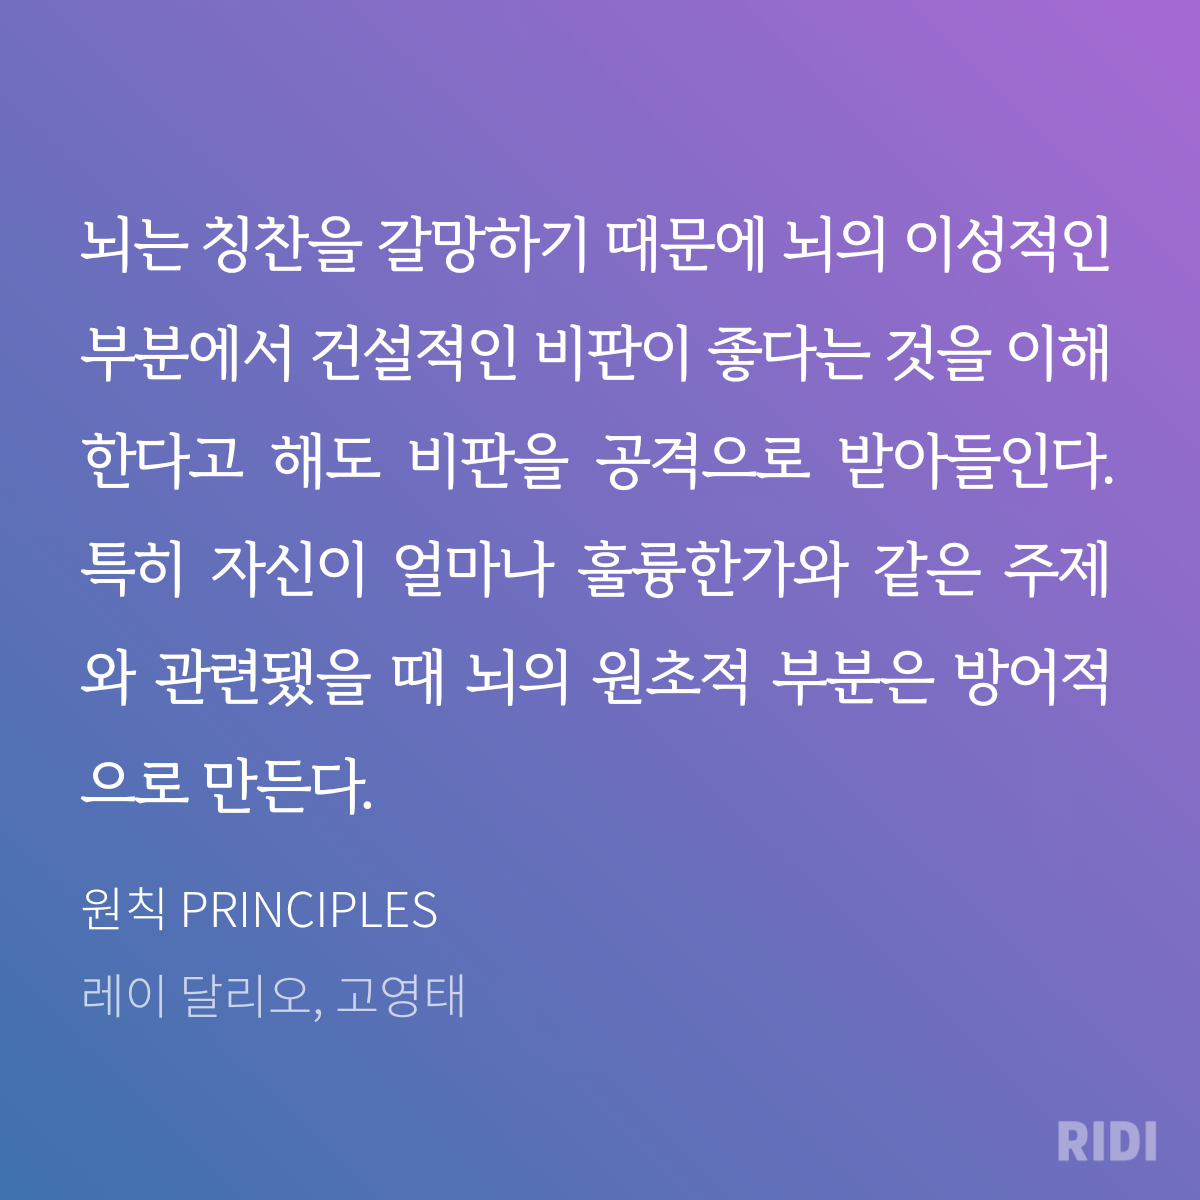 뇌는 칭찬을 갈망하기 때문에 뇌의 이성적인
부분에서 건설적인 비판이 좋다는 것을 이해
한다고 해도 비판을 공격으로 받아들인다.
특히 자신이 얼마나 훌륭한가와 같은 주제
와 관련됐을 때 뇌의 원초적 부분은 방어적
으로 만든다.
원칙 PRINCIPLES
레이 달리오, 고영태
RIDI